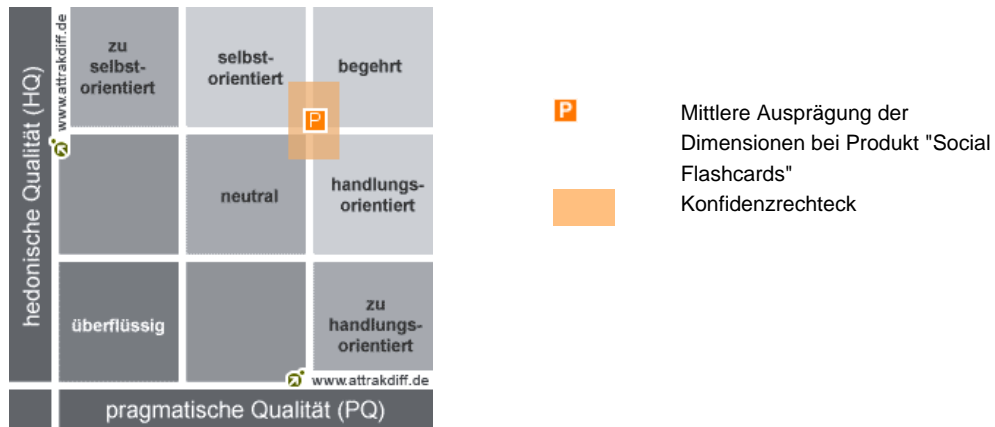 hedonische Qualität (HQ)
www.attrakdiff.de
zu
selbst-
orientiert
selbst-
orientiert
begehrt
P
neutral
handlungs-
orientiert
überflüssig
zu
handlungs-
orientiert
www.attrakdiff.de
pragmatische Qualität (PQ)
P
Mittlere Ausprägung der
Dimensionen bei Produkt "Social
Flashcards"
Konfidenzrechteck